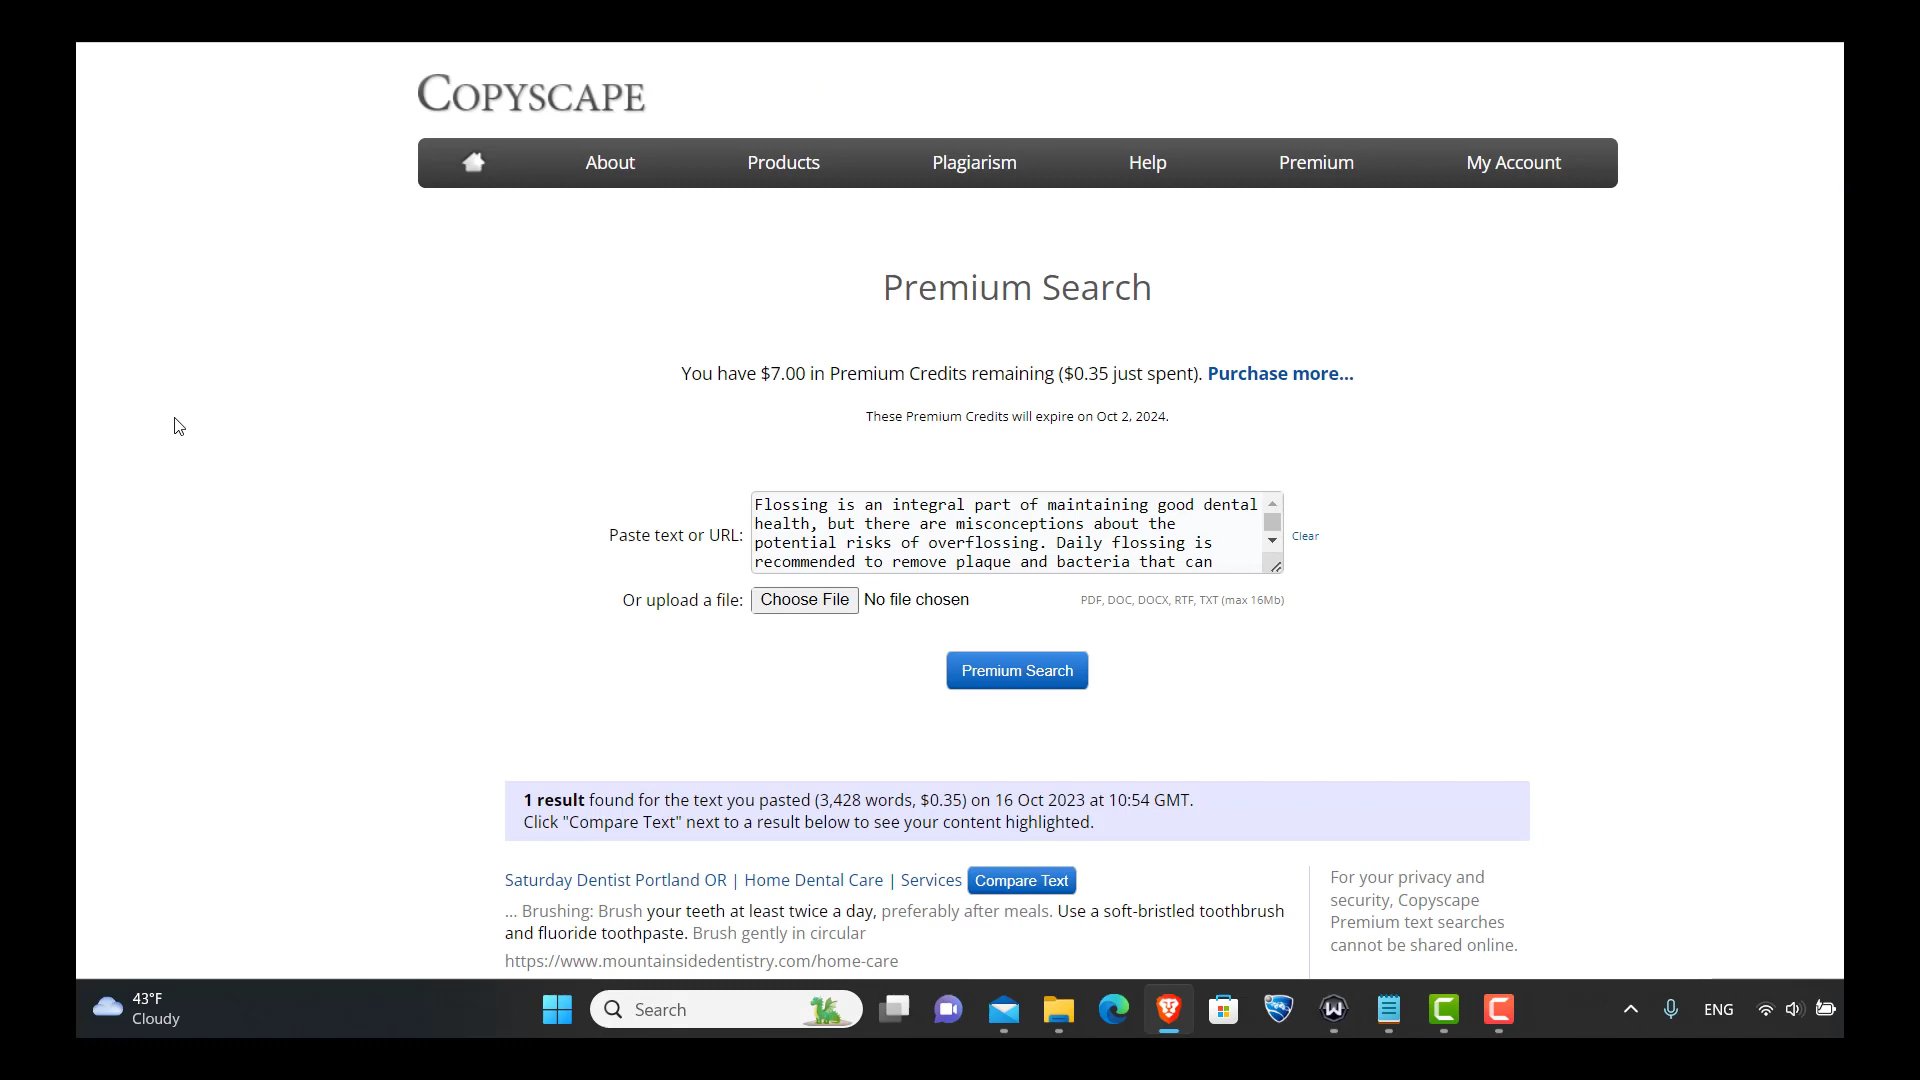 COPYSCAPE
About Products Plagiarism Help Premium My Account
Premium Search
You have $7.00 in Premium Credits remaining ($0.35 just spent). Purchase more...
These Premium Credits will expire on Oct 2, 2024.
Paste text or URL:
Flossing is an integral part of maintaining good dental
health, but there are misconceptions about the
potential risks of overflossing. Daily flossing is
recommended to remove plaque and bacteria that can
Clear
Or upload a file: Choose File No file chosen PDF, DOC, DOCX, RTF, TXT (max 16Mb)
Premium Search
1 result found for the text you pasted (3,428 words, $0.35) on 16 Oct 2023 at 10:54 GMT.
Click "Compare Text" next to a result below to see your content highlighted.
Saturday Dentist Portland OR | Home Dental Care | Services Compare Text
... Brushing: Brush your teeth at least twice a day, preferably after meals. Use a soft-bristled toothbrush
and fluoride toothpaste. Brush gently in circular
https://www.mountainsidedentistry.com/home-care
For your privacy and
security, Copyscape
Premium text searches
cannot be shared online.
43°F
Cloudy
Search
ENG